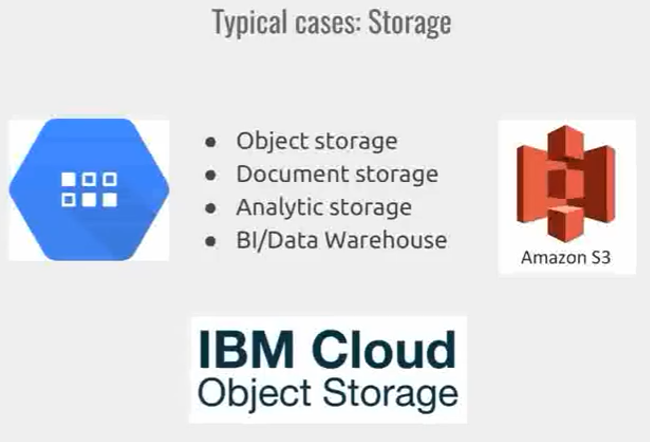 Typical cases: Storage
● Object storage
● Document storage
● Analytic storage
● BI/Data Warehouse
Amazon S3
IBM Cloud
Object Storage